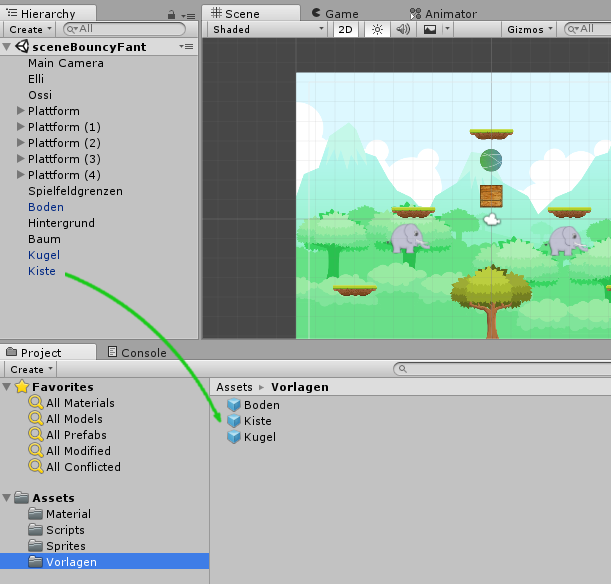 Hierarchy
Create
All
sceneBouncyFant
Main Camera
Elli
Ossi
Plattform
Plattform (1)
Plattform (2)
Plattform (3)
Plattform (4)
Spielfeldgrenzen
Boden
Hintergrund
Baum
Kugel
Kiste
Scene
Game
Animator
Shaded
2D
Gizmos
All
Project
Console
Create
Favorites
All Materials
All Models
All Prefabs
All Modified
All Conflicted
Assets
Material
Scripts
Sprites
Vorlagen
Assets ▸ Vorlagen
Boden
Kiste
Kugel